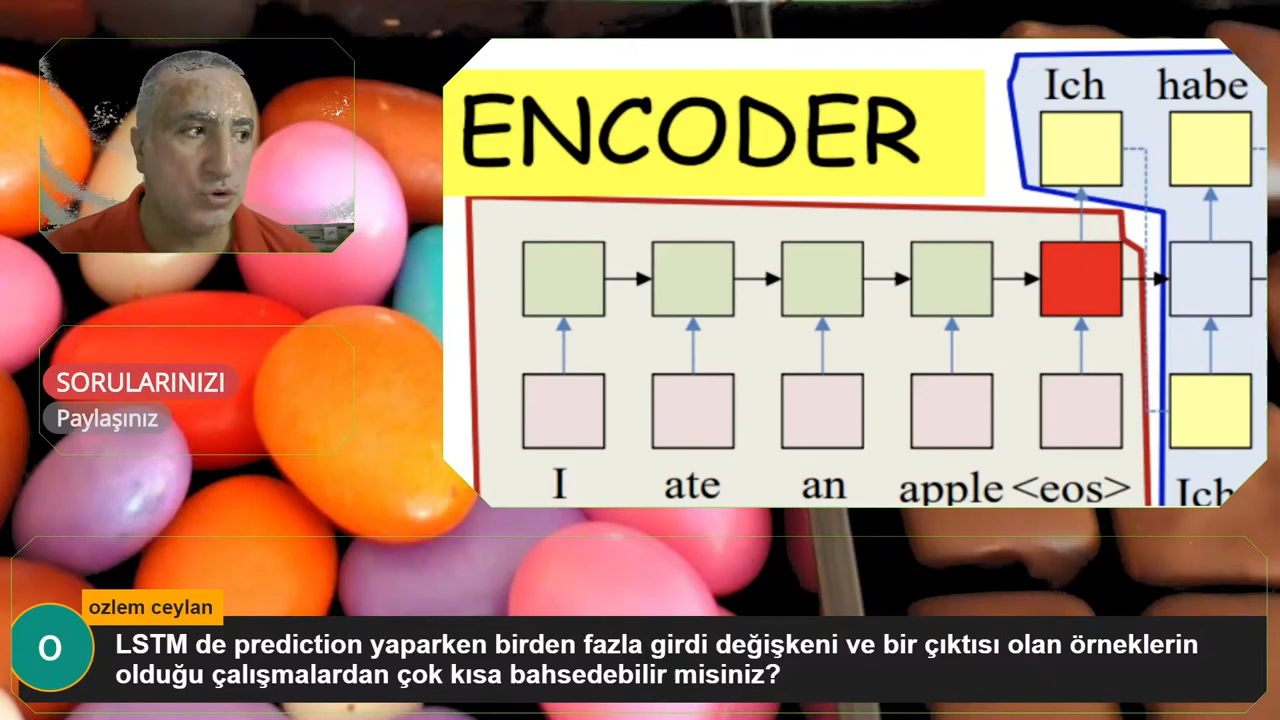 ENCODER
Ich habe
I ate an apple <eos> Ich
SORULARINIZI
Paylaşınız
ozlem ceylan
O
LSTM de prediction yaparken birden fazla girdi değişkeni ve bir çıktısı olan örneklerin
olduğu çalışmalardan çok kısa bahsedebilir misiniz?